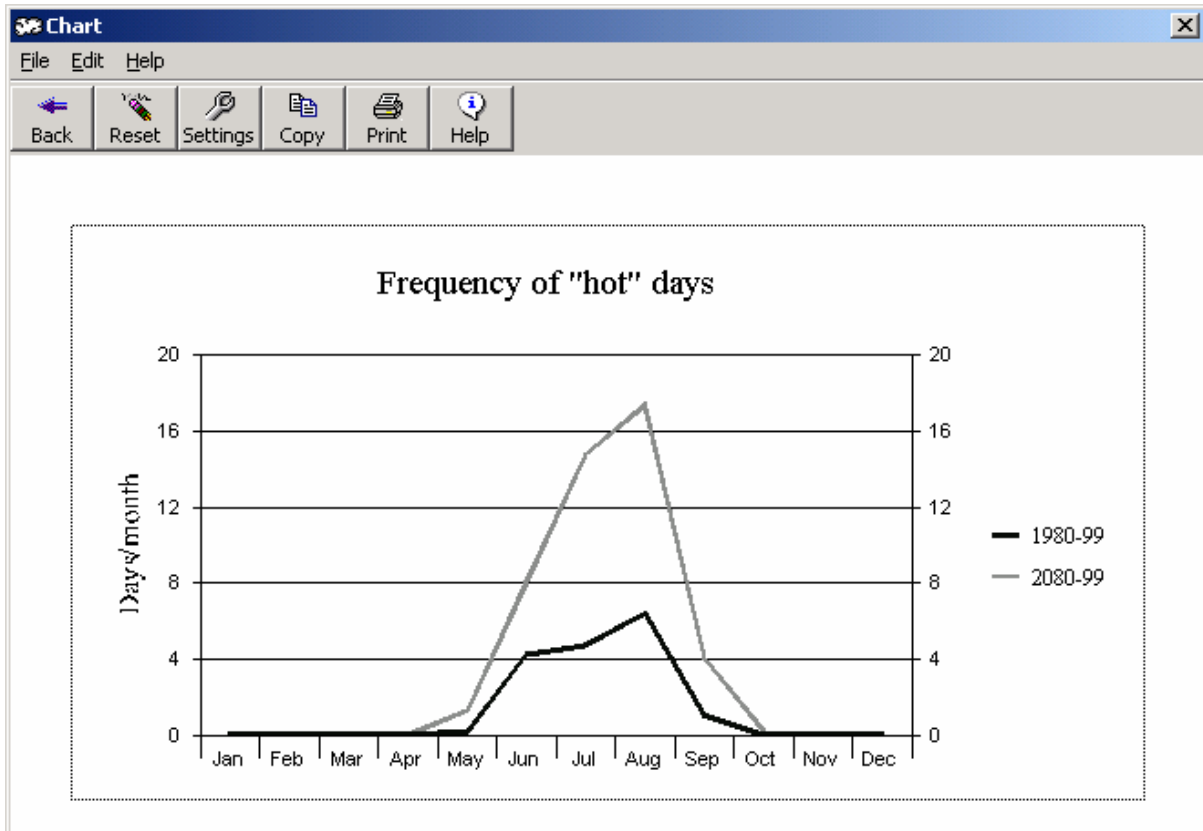 Chart
File Edit Help
Back Reset Settings Copy Print Help
Frequency of "hot" days
20 20
16 16
12 12
8 8
4 4
0 0
Days/month
Jan Feb Mar Apr May Jun Jul Aug Sep Oct Nov Dec
1980-99
2080-99